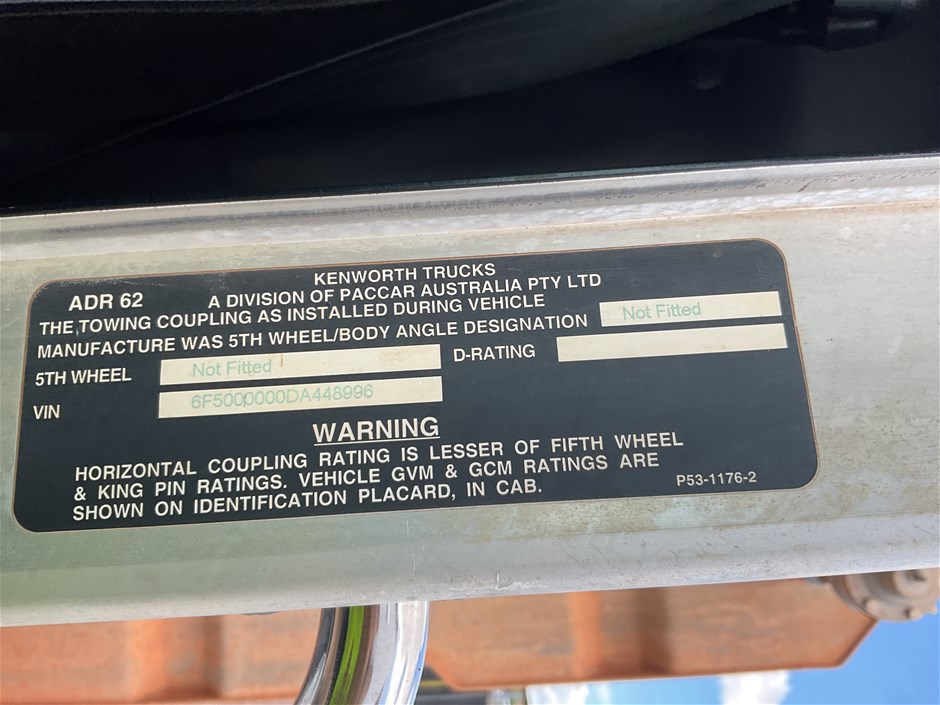 KENWORTH TRUCKS
ADR 62 A DIVISION OF PACCAR AUSTRALIA PTY LTD
THE TOWING COUPLING AS INSTALLED DURING VEHICLE
MANUFACTURE WAS 5TH WHEEL/BODY ANGLE DESIGNATION Not Fitted
5TH WHEEL Not Fitted D-RATING
VIN 6F5000000DA448996
WARNING
HORIZONTAL COUPLING RATING IS LESSER OF FIFTH WHEEL
& KING PIN RATINGS. VEHICLE GVM & GCM RATINGS ARE
SHOWN ON IDENTIFICATION PLACARD, IN CAB. P53-1176-2